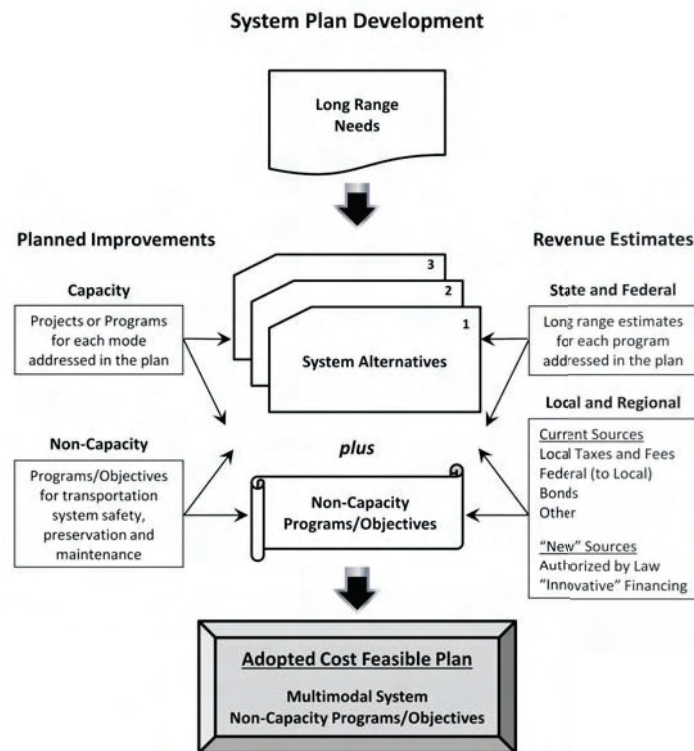 System Plan Development
Long Range
Needs
Planned Improvements
Revenue Estimates
Capacity
Projects or Programs
for each mode
addressed in the plan
3
2
1
System Alternatives
State and Federal
Long range estimates
for each program
addressed in the plan
Non-Capacity
Programs/Objectives
for transportation
system safety,
preservation and
maintenance
plus
Non-Capacity
Programs/Objectives
Local and Regional
Current Sources
Local Taxes and Fees
Federal (to Local)
Bonds
Other
"New" Sources
Authorized by Law
"Innovative" Financing
Adopted Cost Feasible Plan
Multimodal System
Non-Capacity Programs/Objectives